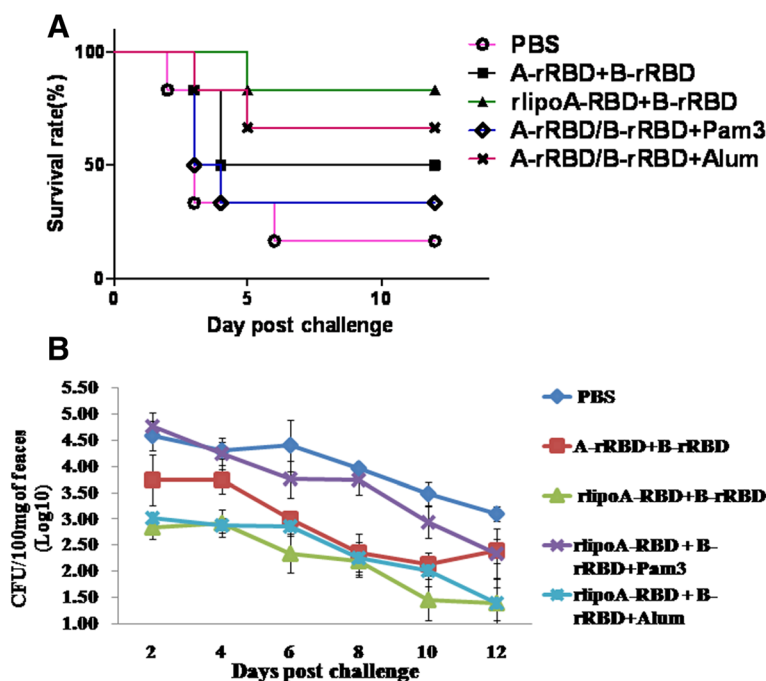 A
100
50
0
Survival rate(%)
0
5
10
Day post challenge
PBS
A-rRBD+B-rRBD
rlipoA-RBD+B-rRBD
A-rRBD/B-rRBD+Pam3
A-rRBD/B-rRBD+Alum
B
5.50
5.00
4.50
4.00
3.50
3.00
2.50
2.00
1.50
1.00
CFU/100mg of feaces
(Log10)
2
4
6
8
10
12
Days post challenge
PBS
A-rRBD+B-rRBD
rlipoA-RBD+B-rRBD
rlipoA-RBD + B-
rRBD+Pam3
rlipoA-RBD + B-
rRBD+Alum